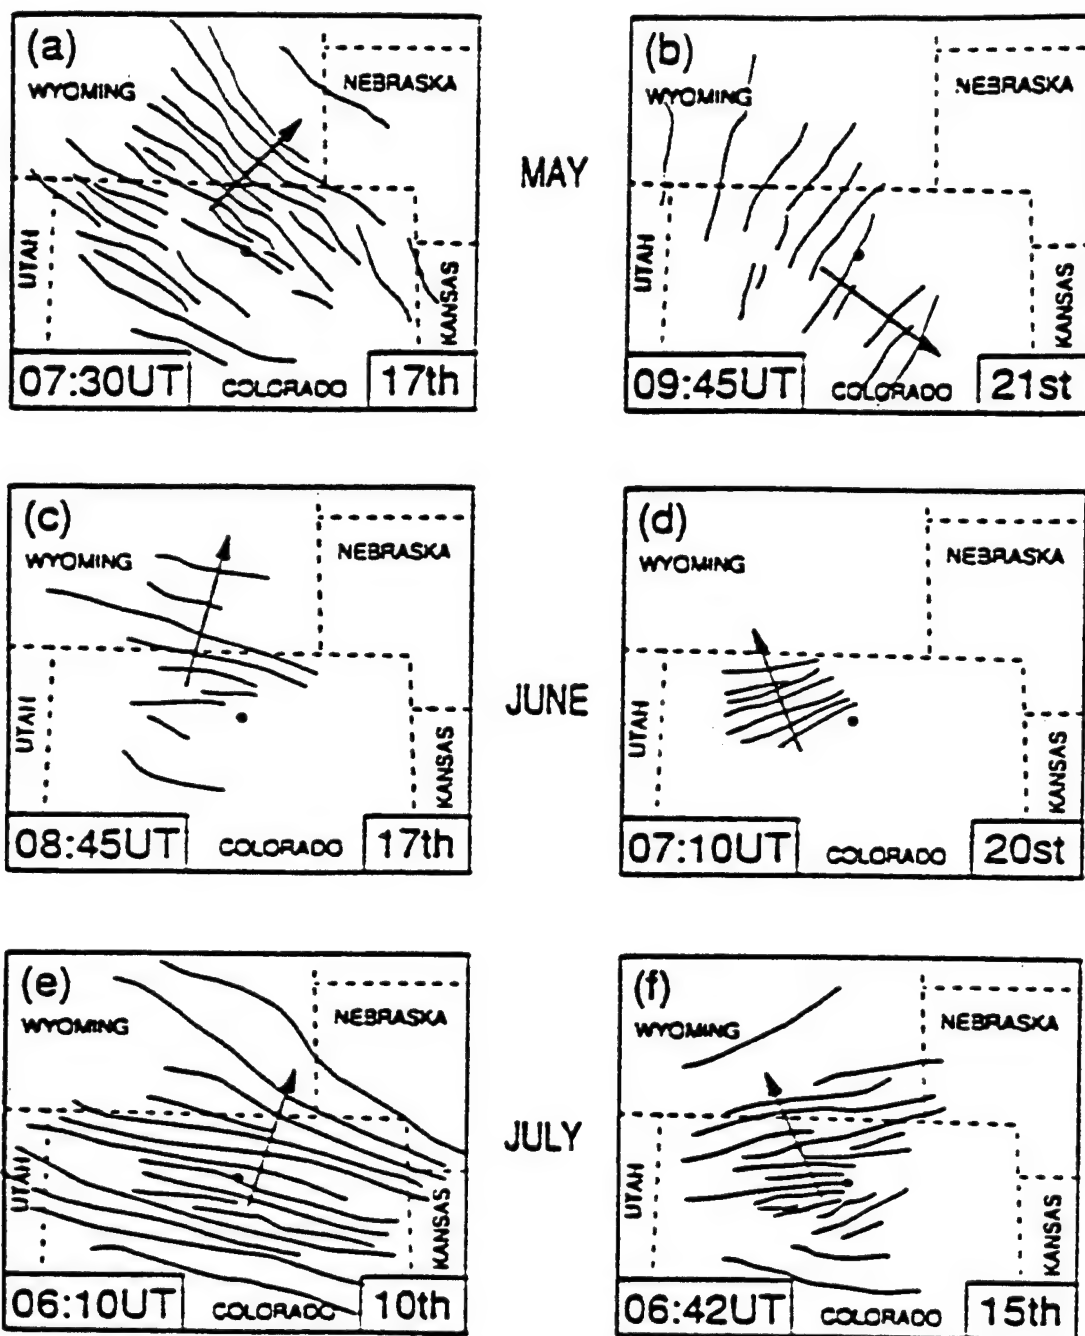 (a)
WYOMING
NEBRASKA
UTAH
KANSAS
07:30UT
COLORADO
17th
MAY
(b)
WYOMING
NEBRASKA
UTAH
KANSAS
09:45UT
COLORADO
21st
(c)
WYOMING
NEBRASKA
UTAH
KANSAS
08:45UT
COLORADO
17th
JUNE
(d)
WYOMING
NEBRASKA
UTAH
KANSAS
07:10UT
COLORADO
20st
(e)
WYOMING
NEBRASKA
UTAH
KANSAS
06:10UT
COLORADO
10th
JULY
(f)
WYOMING
NEBRASKA
UTAH
KANSAS
06:42UT
COLORADO
15th